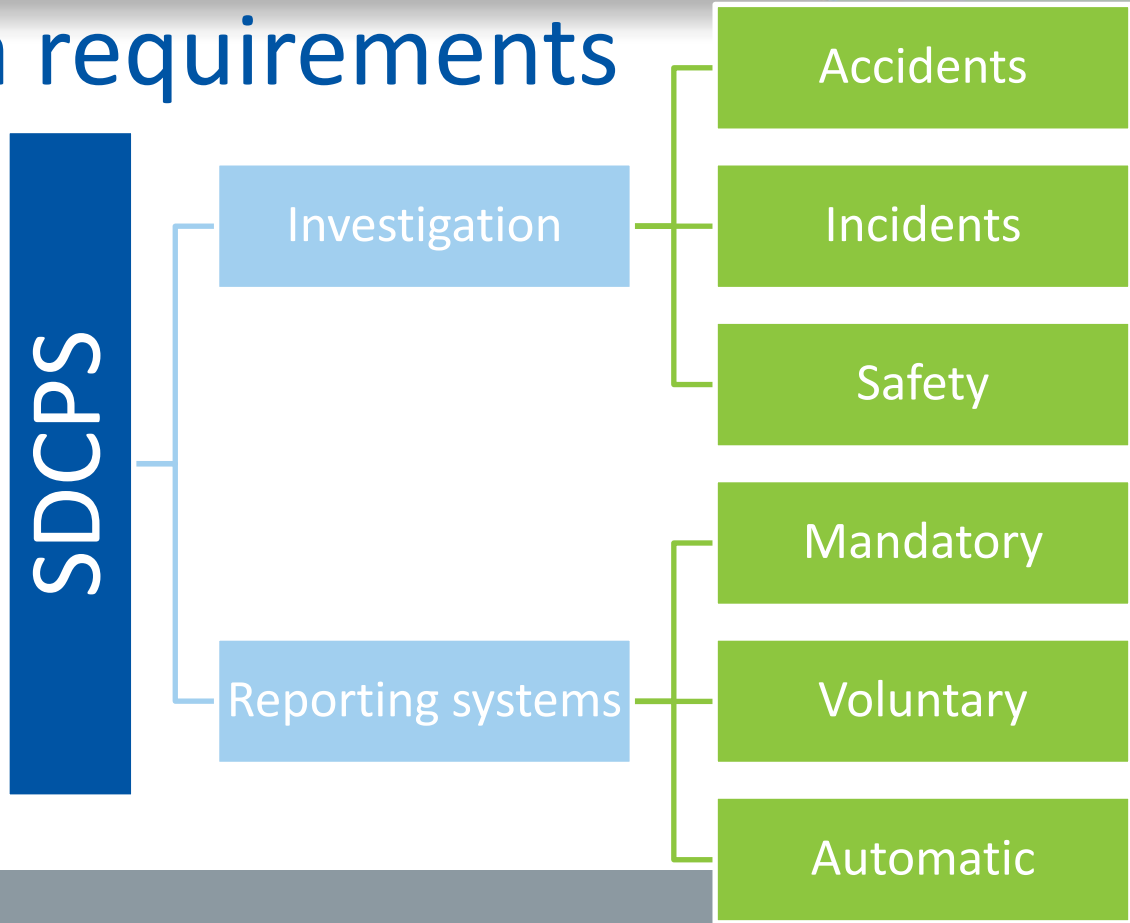 requirements
SDCPS
Investigation
Accidents
Incidents
Safety
Reporting systems
Mandatory
Voluntary
Automatic